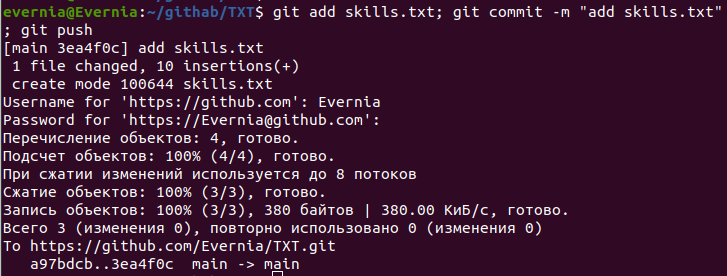 evernia@Evernia:~/githab/TXT$ git add skills.txt; git commit -m "add skills.txt"
; git push
[main 3ea4f0c] add skills.txt
 1 file changed, 10 insertions(+)
 create mode 100644 skills.txt
Username for 'https://github.com': Evernia
Password for 'https://Evernia@github.com':
Перечисление объектов: 4, готово.
Подсчет объектов: 100% (4/4), готово.
При сжатии изменений используется до 8 потоков
Сжатие объектов: 100% (3/3), готово.
Запись объектов: 100% (3/3), 380 байтов | 380.00 КиБ/с, готово.
Всего 3 (изменения 0), повторно использовано 0 (изменения 0)
To https://github.com/Evernia/TXT.git
   a97bdcb..3ea4f0c  main -> main